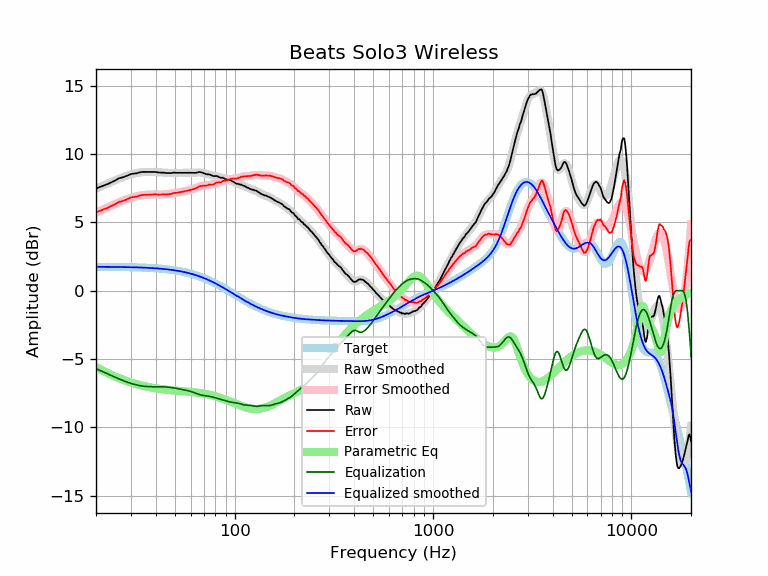 Beats Solo3 Wireless
Amplitude (dBr)
15
10
5
0
−5
−10
−15
Target
Raw Smoothed
Error Smoothed
Raw
Error
Parametric Eq
Equalization
Equalized smoothed
100
1000
10000
Frequency (Hz)